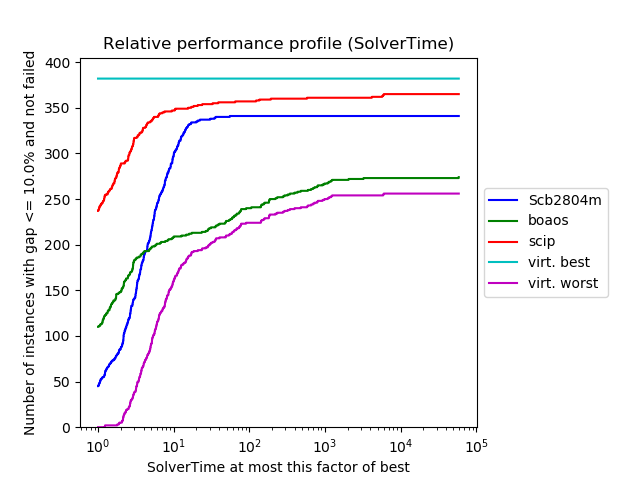 Relative performance profile (SolverTime)
Number of instances with gap <= 10.0% and not failed
400
350
300
250
200
150
100
50
0
10^0
10^1
10^2
10^3
10^4
10^5
SolverTime at most this factor of best
Scb2804m
boaos
scip
virt. best
virt. worst